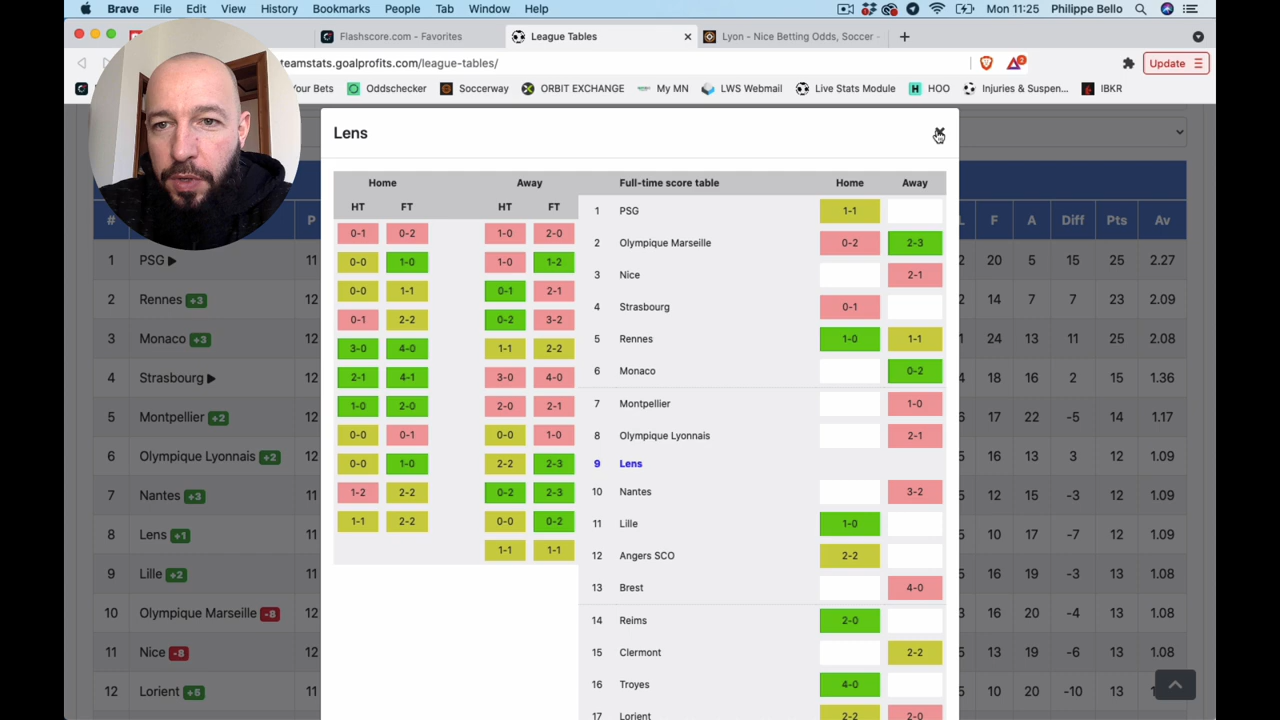 Brave File Edit View History Bookmarks People Tab Window Help Mon 11:25 Philippe Bello
Flashscore.com - Favorites League Tables Lyon - Nice Betting Odds, Soccer -
teamstats.goalprofits.com/league-tables/ 2 Update
Your Bets Oddschecker Soccerway ORBIT EXCHANGE My MN LWS Webmail Live Stats Module HOO Injuries & Suspen... IBKR
Lens
Home Away Full-time score table Home Away
HT FT HT FT
0-1 0-2 1-0 2-0
0-0 1-0 1-0 1-2
0-0 1-1 0-1 2-1
0-1 2-2 0-2 3-2
3-0 4-0 1-1 2-2
2-1 4-1 3-0 4-0
1-0 2-0 2-0 2-1
0-0 0-1 0-0 1-0
0-0 1-0 2-2 2-3
1-2 2-2 0-2 2-3
1-1 2-2 0-0 0-2
1-1 1-1
1 PSG 1-1
2 Olympique Marseille 0-2 2-3
3 Nice 2-1
4 Strasbourg 0-1
5 Rennes 1-0 1-1
6 Monaco 0-2
7 Montpellier 1-0
8 Olympique Lyonnais 2-1
9 Lens
10 Nantes 3-2
11 Lille 1-0
12 Angers SCO 2-2
13 Brest 4-0
14 Reims 2-0
15 Clermont 2-2
16 Troyes 4-0
17 Lorient 2-2 2-0
# P L F A Diff Pts Av
1 PSG 11 2 20 5 15 25 2.27
2 Rennes +3 12 2 14 7 7 23 2.09
3 Monaco +3 12 24 13 11 25 2.08
4 Strasbourg 12 18 16 2 15 1.36
5 Montpellier +2 12 17 22 -5 14 1.17
6 Olympique Lyonnais +2 12 16 13 3 12 1.09
7 Nantes +3 12 12 15 -3 12 1.09
8 Lens +1 12 10 17 -7 12 1.09
9 Lille +2 12 16 19 -3 13 1.08
10 Olympique Marseille -8 12 16 20 -4 13 1.08
11 Nice -8 12 13 19 -6 13 1.08
12 Lorient +5 12 10 20 -10 13